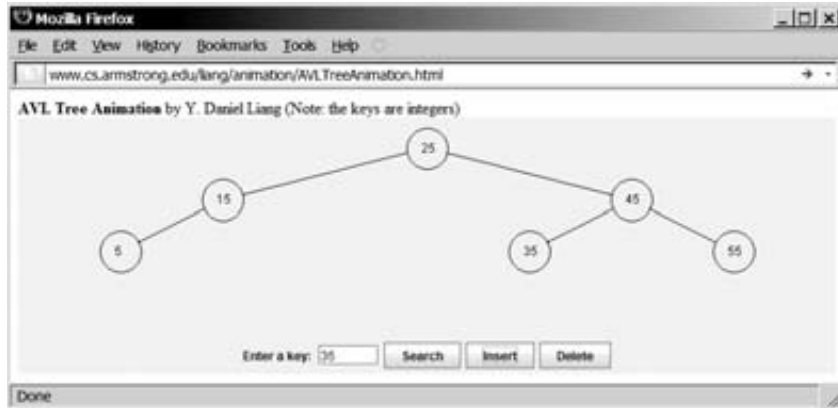 Mozilla Firefox
File Edit View History Bookmarks Tools Help
www.cs.armstrong.edu/liang/animation/AVLTreeAnimation.html
AVL Tree Animation by Y. Daniel Liang (Note: the keys are integers)
25
15 45
5 35 55
Enter a key: 35 Search Insert Delete
Done